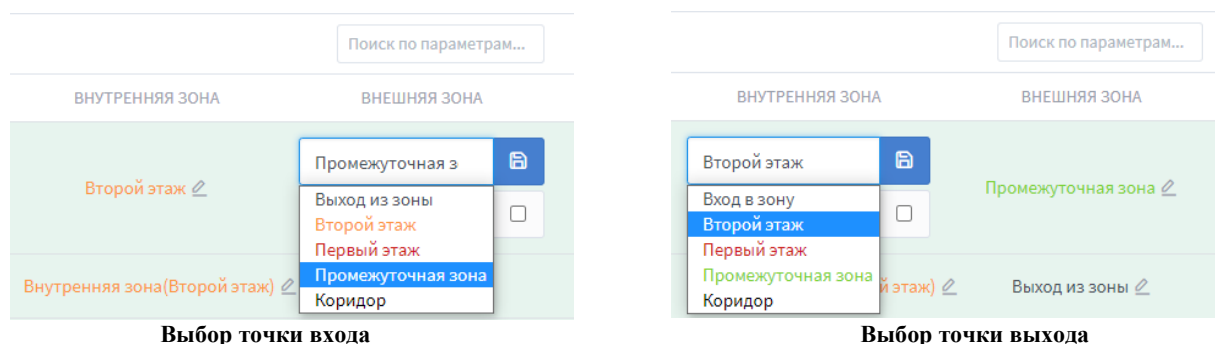 Поиск по параметрам...
ВНУТРЕННЯЯ ЗОНА
ВНЕШНЯЯ ЗОНА
Второй этаж
Промежуточная з
Выход из зоны
Второй этаж
Первый этаж
Промежуточная зона
Коридор
Внутренняя зона(Второй этаж)
Выбор точки входа
Поиск по параметрам...
ВНУТРЕННЯЯ ЗОНА
ВНЕШНЯЯ ЗОНА
Второй этаж
Вход в зону
Второй этаж
Первый этаж
Промежуточная зона
Коридор
Промежуточная зона
й этаж)
Выход из зоны
Выбор точки выхода